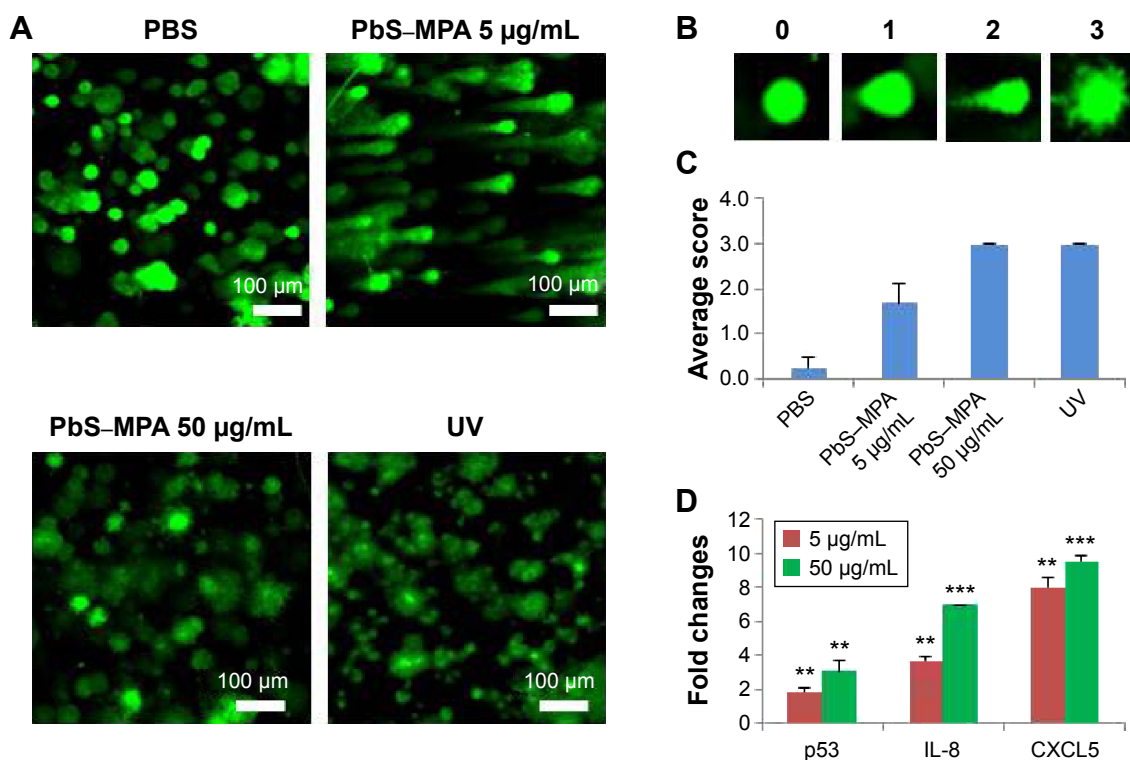 A
PBS
PbS–MPA 5 µg/mL
100 µm
100 µm
PbS–MPA 50 µg/mL
UV
100 µm
100 µm
B
0 1 2 3
C
Average score
4.0
3.0
2.0
1.0
0.0
PBS
PbS–MPA
5 µg/mL
PbS–MPA
50 µg/mL
UV
D
Fold changes
12
10
8
6
4
2
0
5 µg/mL
50 µg/mL
** **
** ***
** ***
p53 IL-8 CXCL5